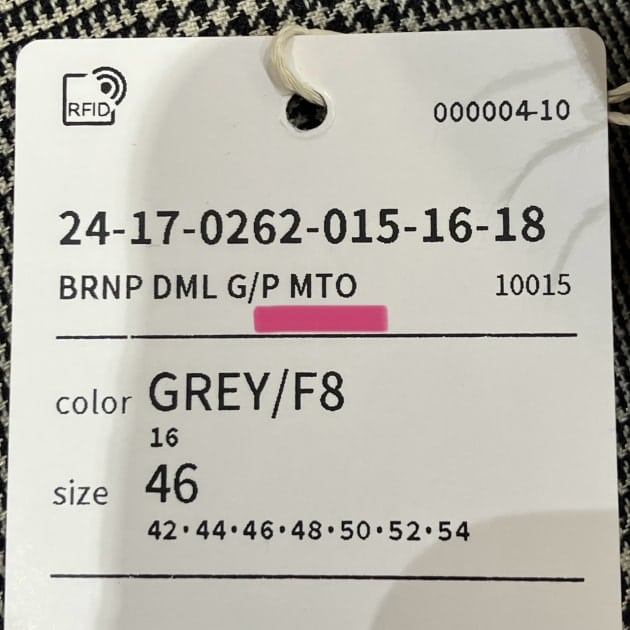 RFID
000004-10
24-17-0262-015-16-18
BRNP DML G/P MTO 10015
color GREY/F8
16
size 46
42・44・46・48・50・52・54